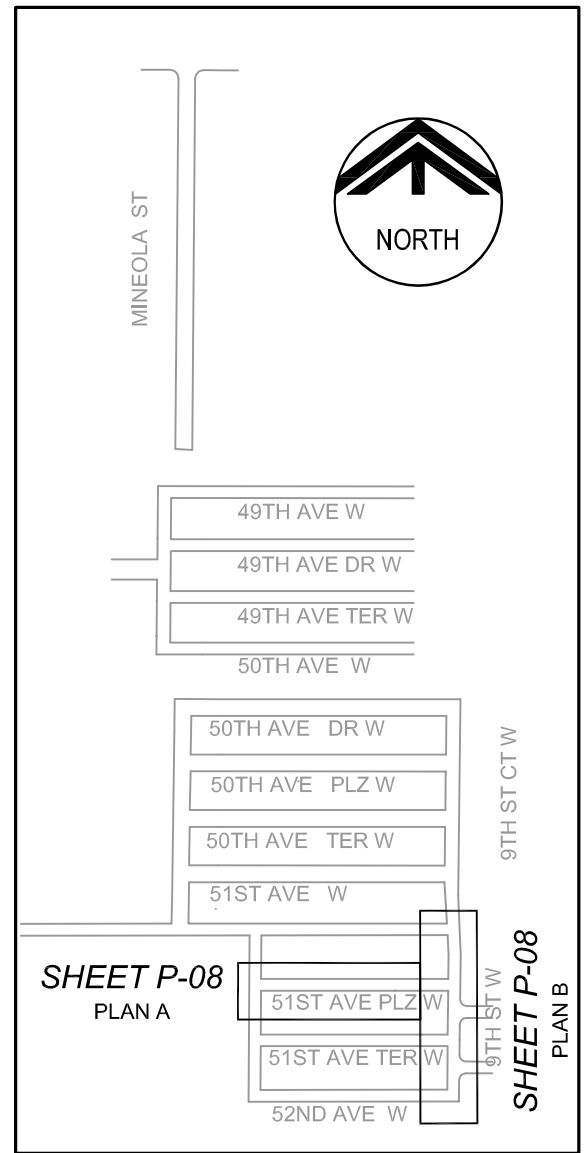 MINEOLA ST
NORTH
49TH AVE W
49TH AVE DR W
49TH AVE TER W
50TH AVE W
50TH AVE DR W
50TH AVE PLZ W
50TH AVE TER W
51ST AVE W
9TH ST CT W
SHEET P-08
PLAN A
51ST AVE PLZ W
51ST AVE TER W
52ND AVE W
9TH ST W
SHEET P-08
PLAN B